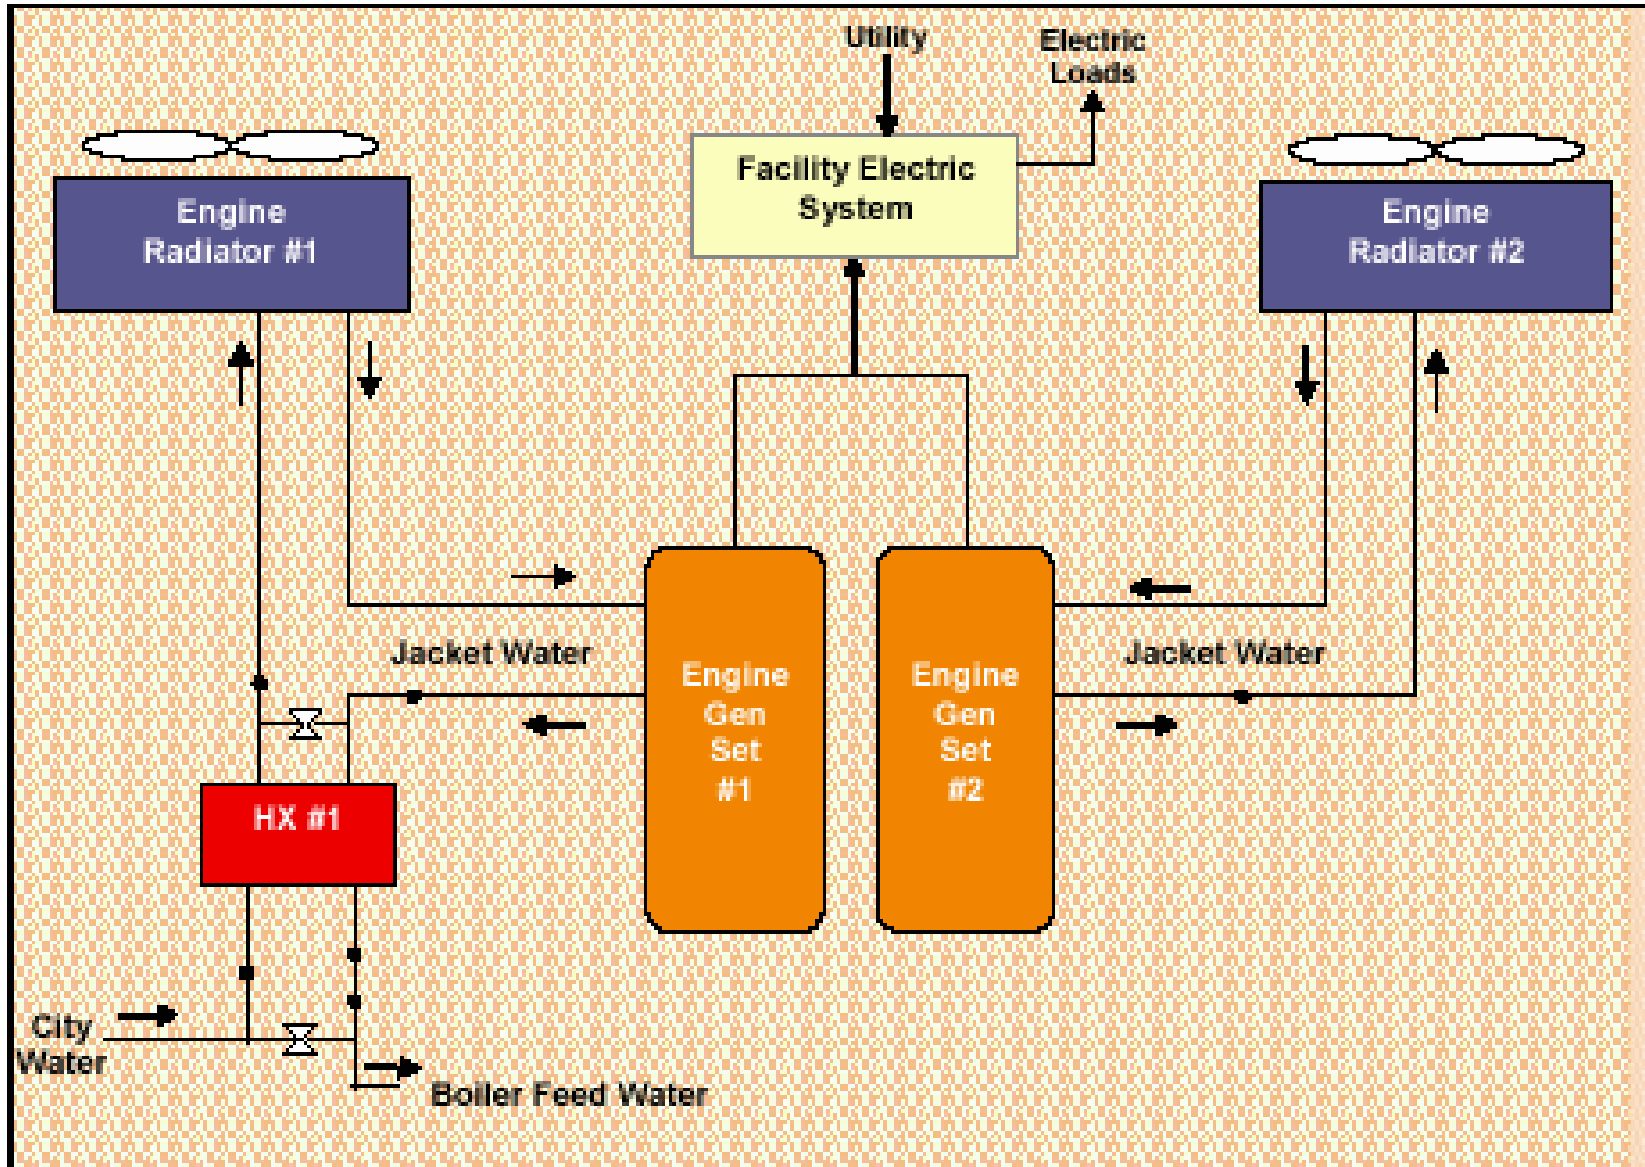 Utility
Electric
Loads
Facility Electric
System
Engine
Radiator #1
Engine
Radiator #2
Jacket Water
Jacket Water
Engine
Gen
Set
#1
Engine
Gen
Set
#2
HX #1
City
Water
Boiler Feed Water